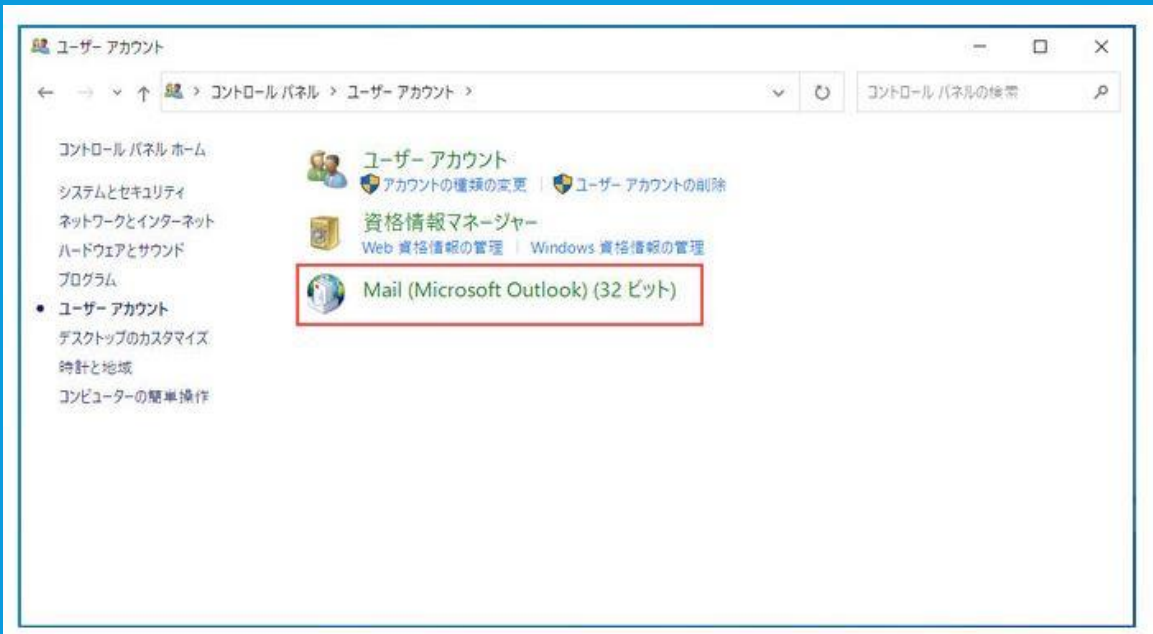 ユーザー アカウント
コントロール パネル > ユーザー アカウント >
コントロール パネルの検索
コントロール パネル ホーム
システムとセキュリティ
ネットワークとインターネット
ハードウェアとサウンド
プログラム
ユーザー アカウント
デスクトップのカスタマイズ
時計と地域
コンピューターの簡単操作
ユーザー アカウント
アカウントの種類の変更 | ユーザー アカウントの削除
資格情報マネージャー
Web 資格情報の管理 | Windows 資格情報の管理
Mail (Microsoft Outlook) (32 ビット)